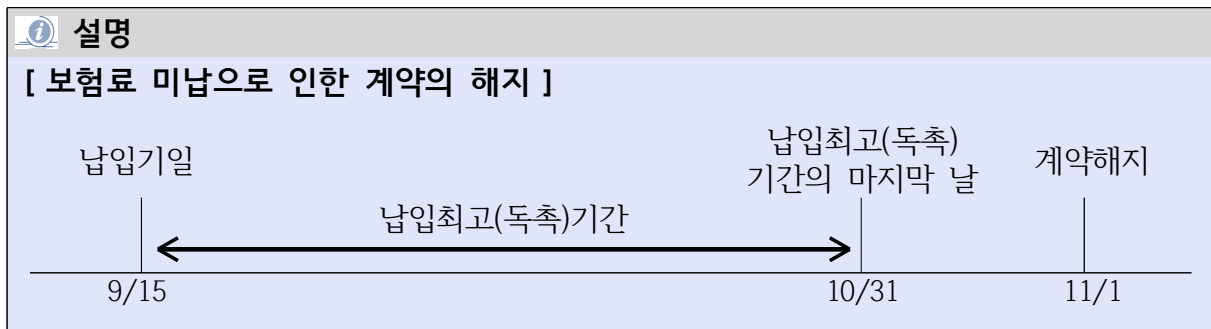 설명
[ 보험료 미납으로 인한 계약의 해지 ]
납입기일
납입최고(독촉)
기간의 마지막 날
계약해지
납입최고(독촉)기간
9/15
10/31
11/1